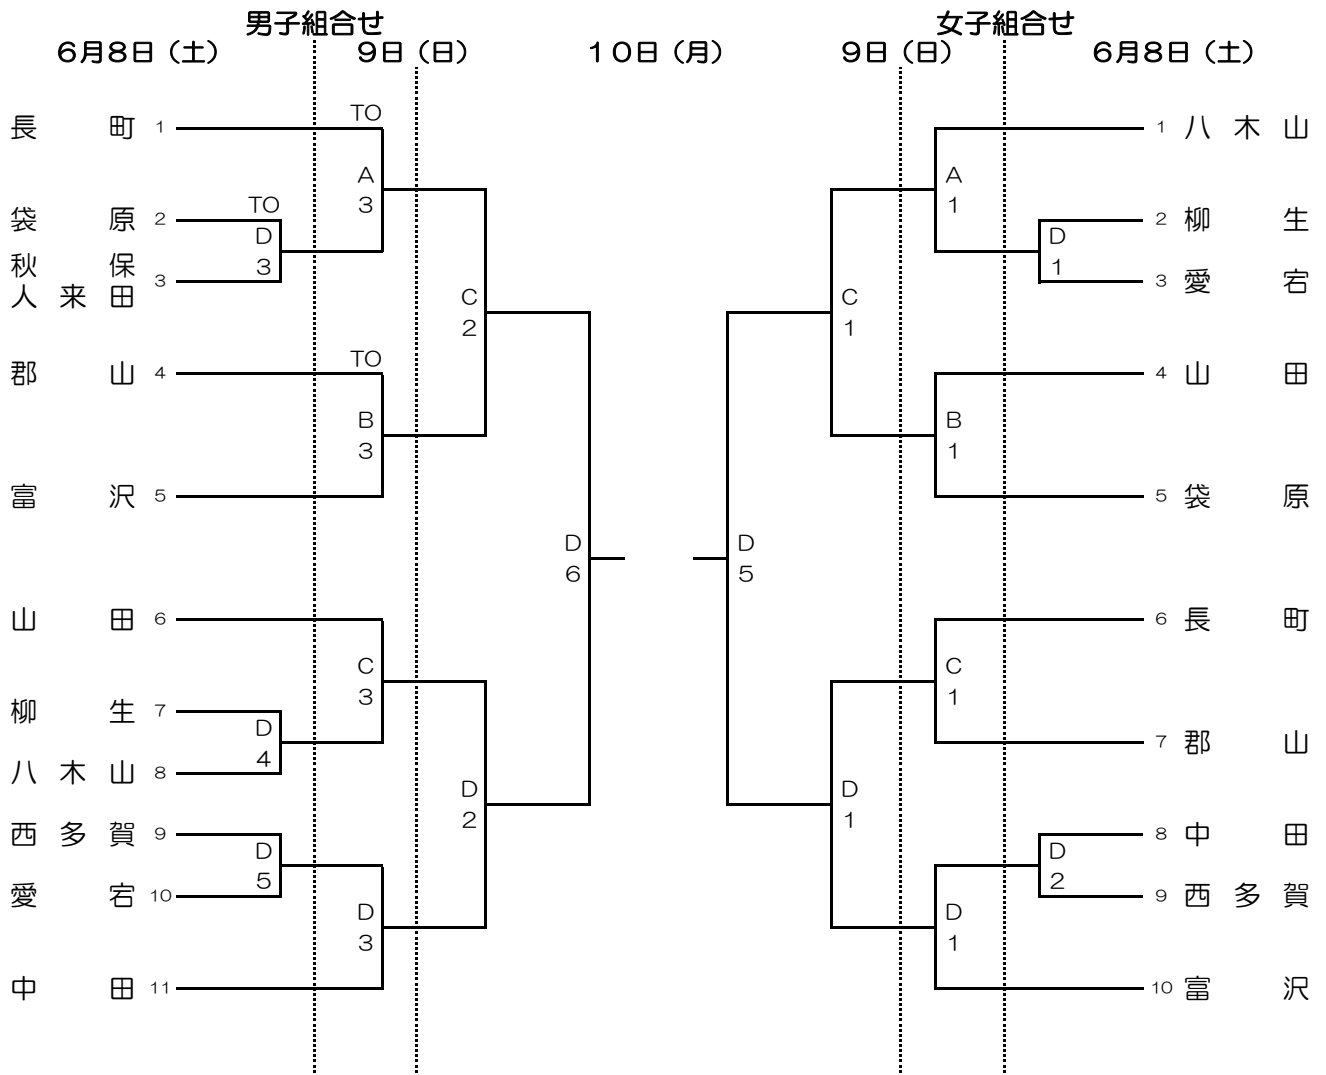 男子組合せ 女子組合せ
6月8日（土） 9日（日） 10日（月） 9日（日） 6月8日（土）
TO
長町 1 1 八木山
A A
3 1
TO
袋原 2 2 柳生
D D
秋保
3 1
人来田 3 3 愛宕
C C
2 1
TO
郡山 4 4 山田
B B
3 1
富沢 5 5 袋原
D D
6 5
山田 6 6 長町
C C
3 1
柳生 7
D
7 郡山
4
八木山 8
D D
2 1
西多賀 9 8 中田
D D
5 2
愛宕 10 9 西多賀
D D
3 1
中田 11 10 富沢